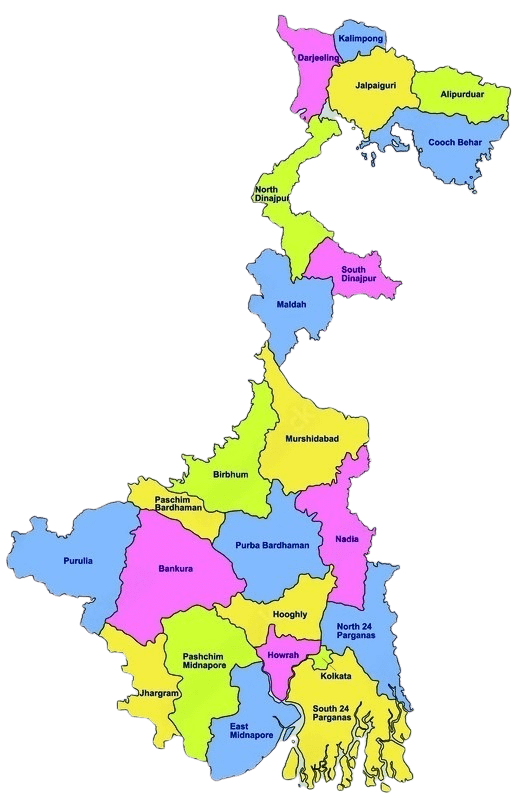 Kalimpong
Darjeeling
Jalpaiguri
Alipurduar
Cooch Behar
North
Dinajpur
South
Dinajpur
Maldah
Murshidabad
Birbhum
Paschim
Bardhaman
Purulia
Bankura
Purba Bardhaman
Nadia
Hooghly
North 24
Parganas
Howrah
Pashchim
Midnapore
Kolkata
Jhargram
South 24
Parganas
East
Midnapore